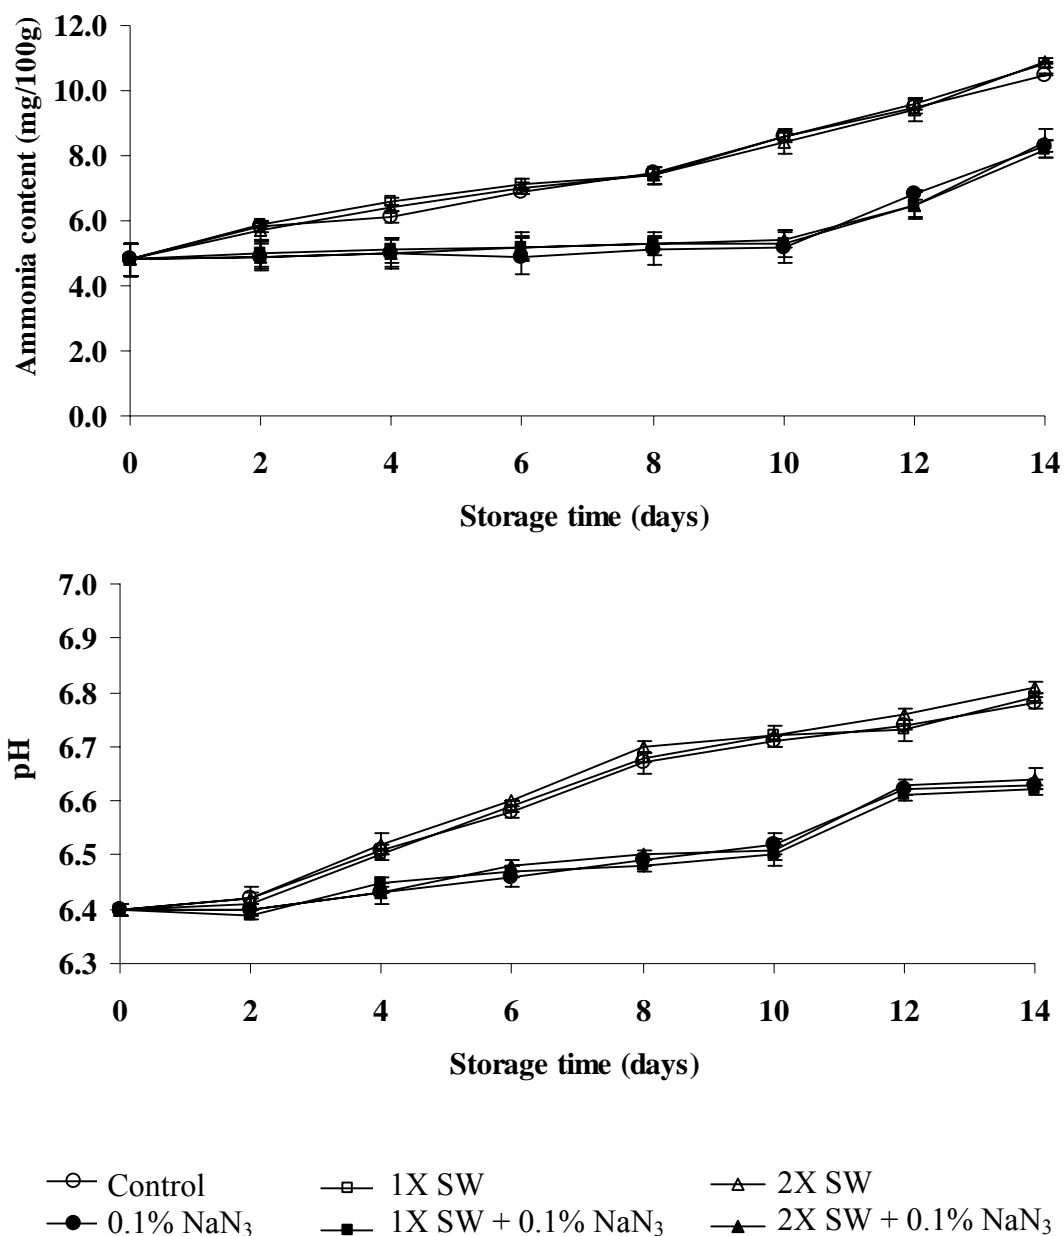 Ammonia content (mg/100g)
12.0
10.0
8.0
6.0
4.0
2.0
0.0
0 2 4 6 8 10 12 14
Storage time (days)
pH
7.0
6.9
6.8
6.7
6.6
6.5
6.4
6.3
0 2 4 6 8 10 12 14
Storage time (days)
Control 1X SW 2X SW
0.1% NaN₃ 1X SW + 0.1% NaN₃ 2X SW + 0.1% NaN₃